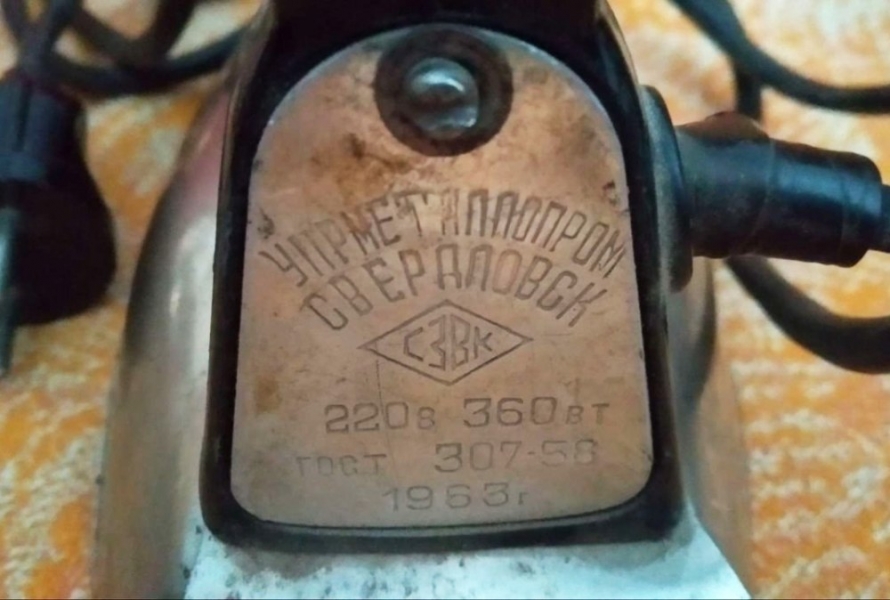 УПРМЕТАЛЛОПРОМ
СВЕРДЛОВСК
СЗВК
220в 360вт
гост 307-58
1963г